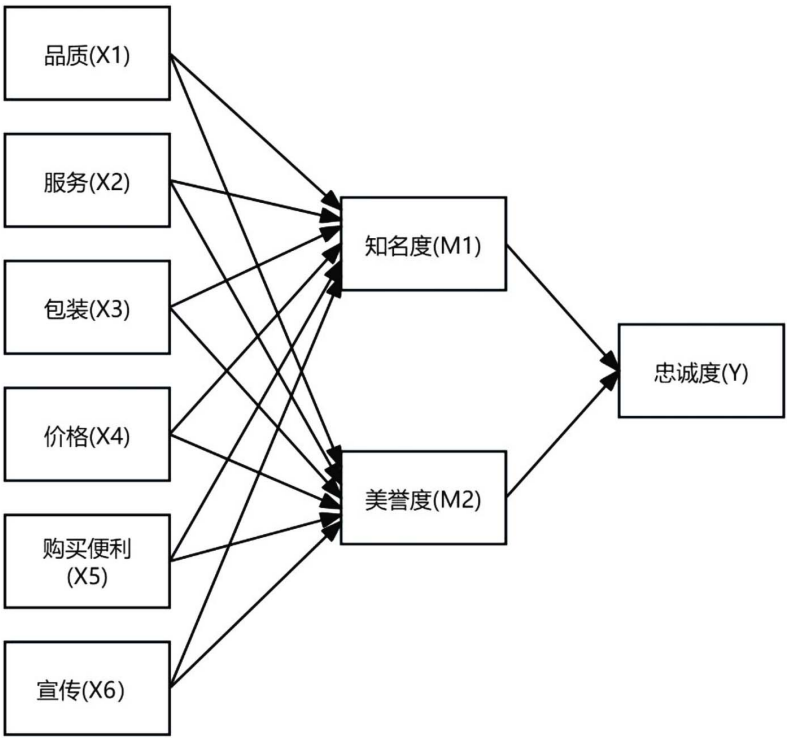 品质(X1)
服务(X2)
包装(X3)
价格(X4)
购买便利
(X5)
宣传(X6）
知名度(M1)
美誉度(M2)
忠诚度(Y)